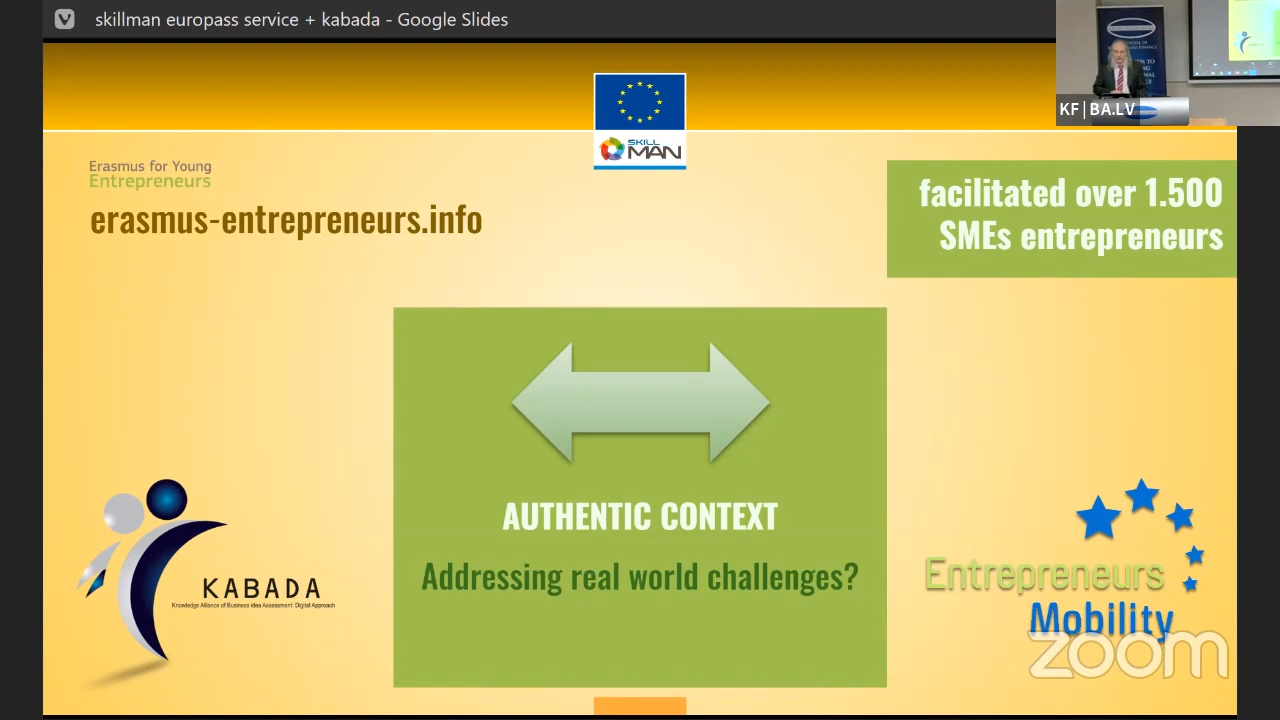 skillman europass service + kabada - Google Slides
KF|BA.LV
SKILL
MAN
Erasmus for Young
Entrepreneurs
erasmus-entrepreneurs.info
facilitated over 1.500
SMEs entrepreneurs
AUTHENTIC CONTEXT
Addressing real world challenges?
KABADA
Knowledge Alliance of Business Idea Assessment: Digital Approach
Entrepreneurs
Mobility
zoom